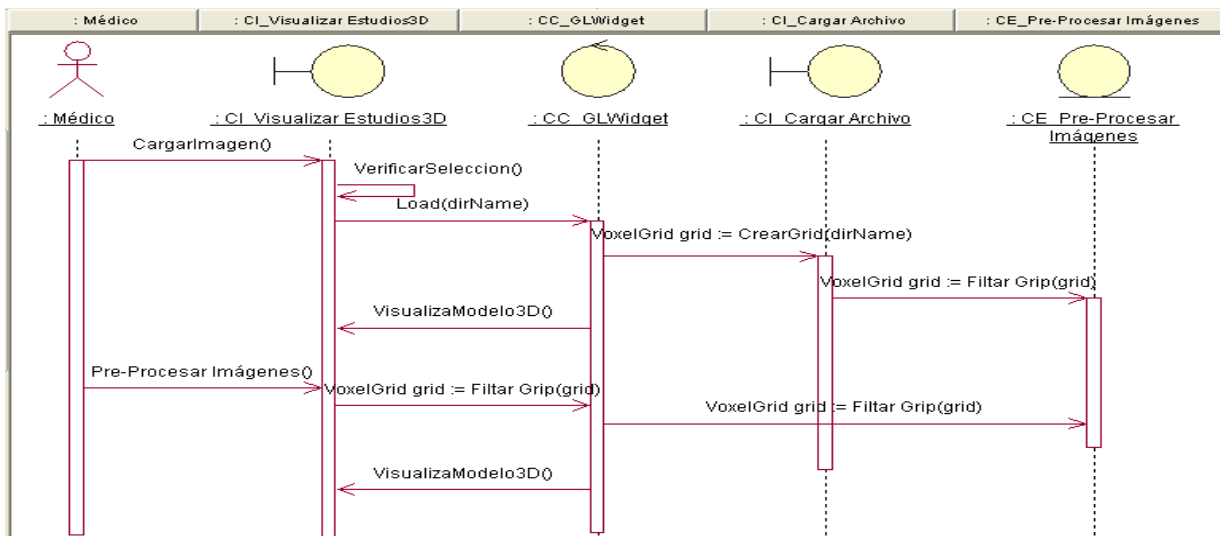 : Médico
: CI_Visualizar Estudios3D
: CC_GLWidget
: CI_Cargar Archivo
: CE_Pre-Procesar Imágenes
: Médico
: CI_Visualizar Estudios3D
: CC_GLWidget
: CI_Cargar Archivo
: CE_Pre-Procesar
Imágenes
CargarImagen()
VerificarSeleccion()
Load(dirName)
VoxelGrid grid := CrearGrid(dirName)
VoxelGrid grid := Filtar Grip(grid)
VisualizaModelo3D()
Pre-Procesar Imágenes()
VoxelGrid grid := Filtar Grip(grid)
VoxelGrid grid := Filtar Grip(grid)
VisualizaModelo3D()